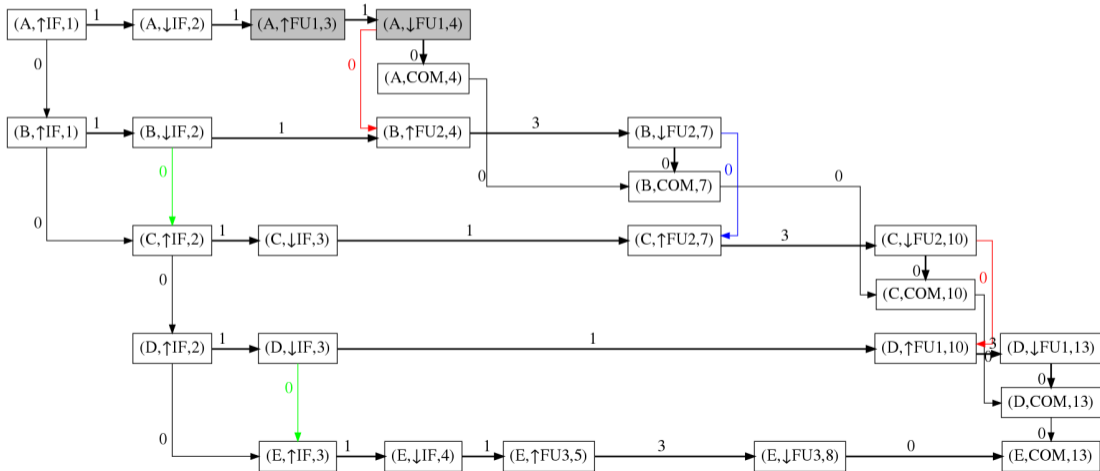 (A,↑IF,1) 1 (A,↓IF,2) 1 (A,↑FU1,3) 1 (A,↓FU1,4)
0 0 0
(A,COM,4)
(B,↑IF,1) 1 (B,↓IF,2) 1 (B,↑FU2,4) 3 (B,↓FU2,7)
0 0 0
0 (B,COM,7) 0
0
(C,↑IF,2) 1 (C,↓IF,3) 1 (C,↑FU2,7) 3 (C,↓FU2,10)
0 0 0
(C,COM,10)
(D,↑IF,2) 1 (D,↓IF,3) 1 (D,↑FU1,10) 3 0 (D,↓FU1,13)
0 0
(D,COM,13)
0 0
(E,↑IF,3) 1 (E,↓IF,4) 1 (E,↑FU3,5) 3 (E,↓FU3,8) 0 (E,COM,13)